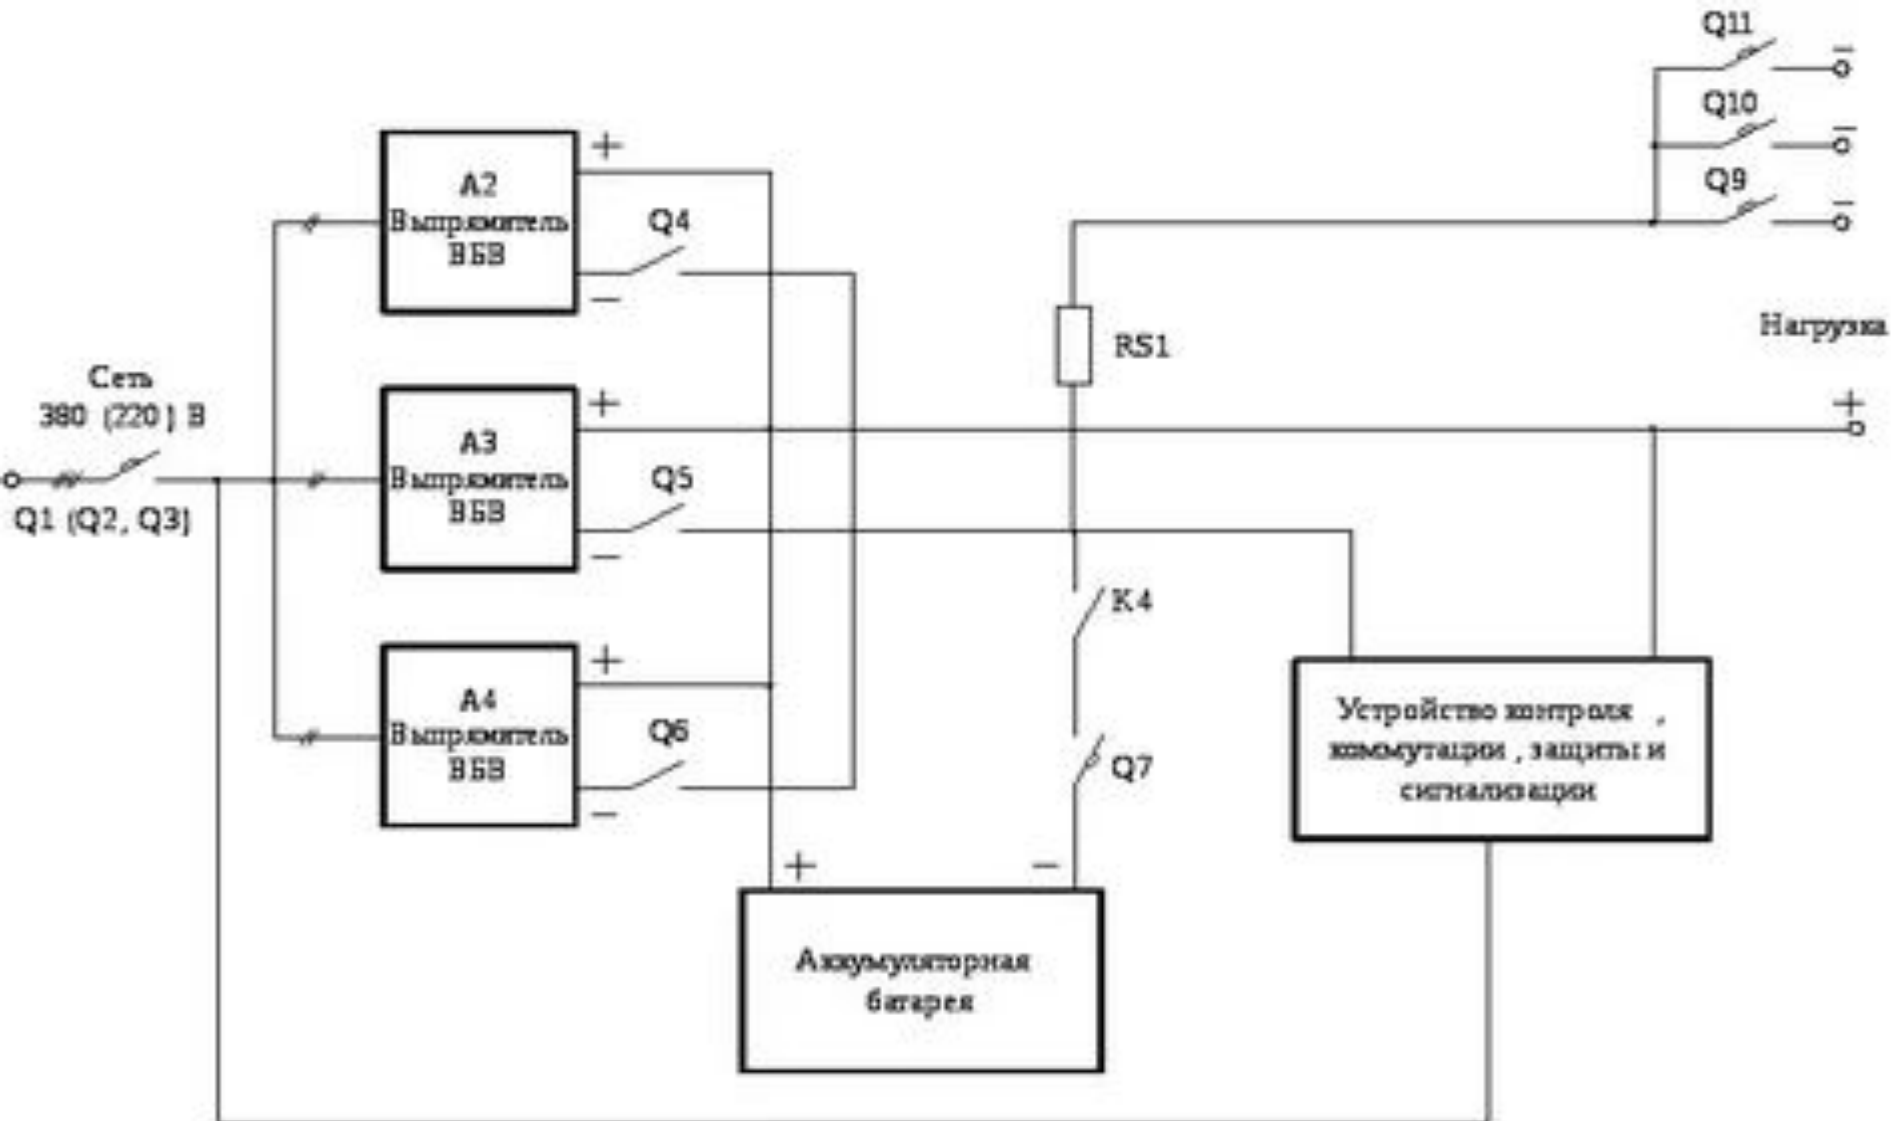 Q11
Q10
Q9
+
A2
Выпрямитель
ВБВ
Q4
Нагрузка
RS1
Сеть
380 (220) В
+
+
A3
Выпрямитель
ВБВ
Q5
Q1 (Q2, Q3)
K4
+
A4
Выпрямитель
ВБВ
Q6
Q7
Устройство контроля ,
коммутации , защиты и
сигнализации
+
Аккумуляторная
батарея